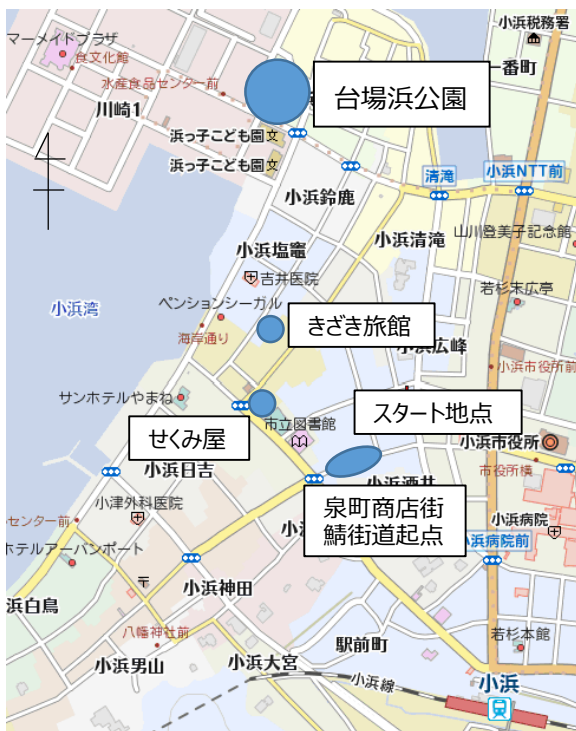 小浜税務署
マーメイドプラザ
食文化館
水産食品センター前
一番町
台場浜公園
川崎1
浜っ子こども園
浜っ子こども園
清滝
小浜NTT前
小浜鈴鹿
小浜清滝
山川登美子記念館
小浜塩竈
吉井医院
小浜湾
ペンションシーガル
若杉末広亭
海岸通り
きざき旅館
小浜広峰
小浜市役所前
サンホテルやまね
スタート地点
市立図書館
せくみ屋
小浜市役所
小浜日吉
小浜酒井
市役所横
小津外科医院
泉町商店街
鯖街道起点
小浜病院
センター前
小浜病院前
ホテルアーバンポート
小浜神田
浜白鳥
八幡神社前
駅前町
若杉本館
小浜男山
小浜大宮
小浜線
小浜